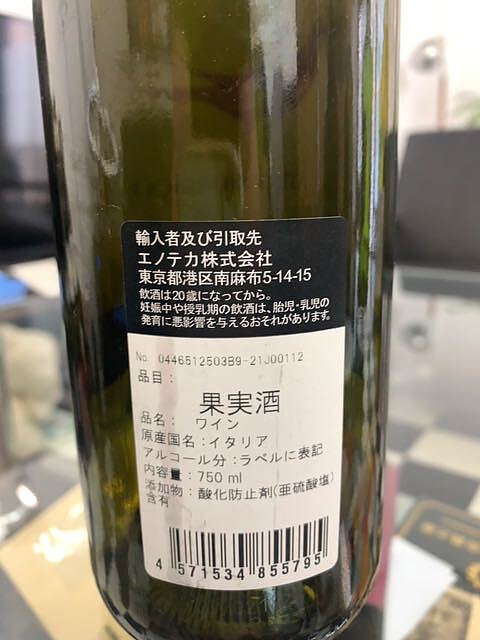 輸入者及び引取先
エノテカ株式会社
東京都港区南麻布5-14-15
飲酒は20歳になってから。
妊娠中や授乳期の飲酒は、胎児・乳児の
発育に悪影響を与えるおそれがあります。
No. 0446512503B9-21J00112
品目：
果実酒
品名： ワイン
原産国名：イタリア
アルコール分：ラベルに表記
内容量：750 ml
添加物：酸化防止剤(亜硫酸塩)
含有
4 571534 855795